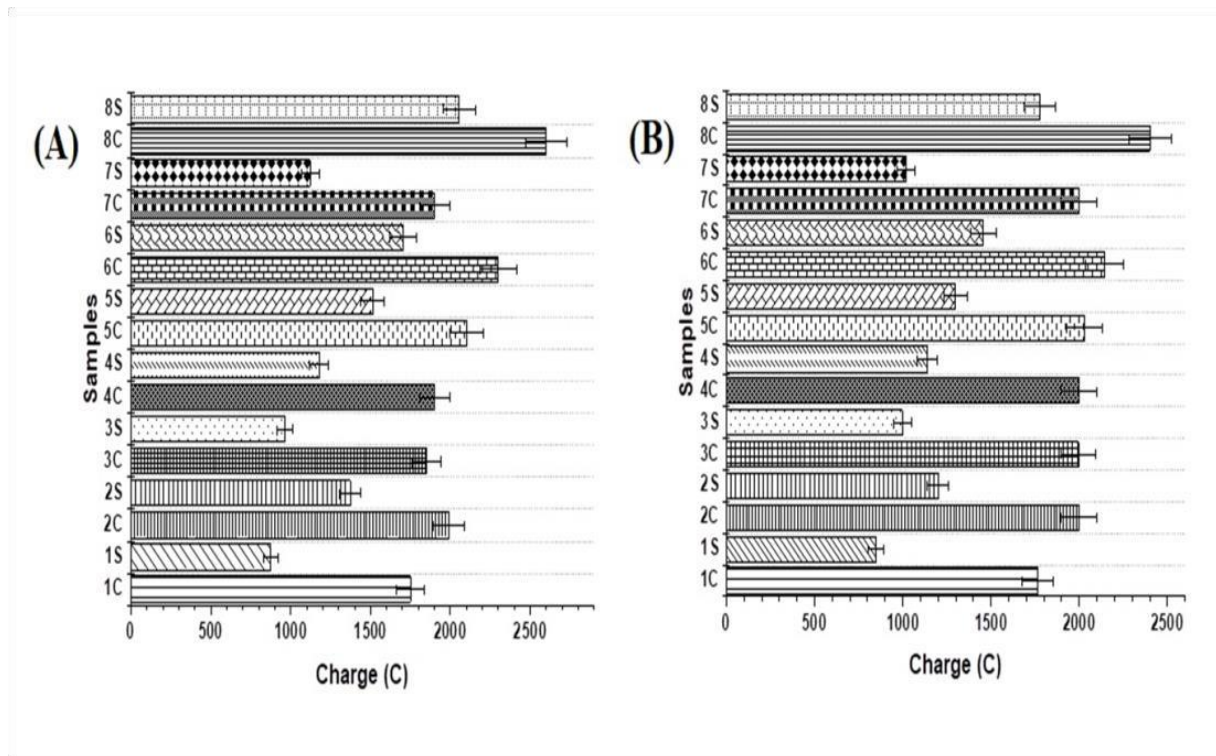 (A)
Samples
8S
8C
7S
7C
6S
6C
5S
5C
4S
4C
3S
3C
2S
2C
1S
1C
0 500 1000 1500 2000 2500
Charge (C)
(B)
Samples
8S
8C
7S
7C
6S
6C
5S
5C
4S
4C
3S
3C
2S
2C
1S
1C
0 500 1000 1500 2000 2500
Charge (C)